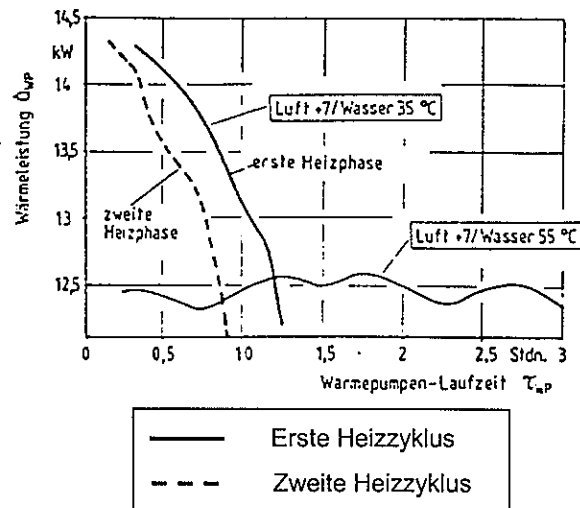 14,5
kW
14
13,5
13
12,5
Wärmeleistung Q̇WP
Luft +7/Wasser 35 °C
erste Heizphase
zweite
Heizphase
Luft +7/Wasser 55 °C
0 0,5 1,0 1,5 2 2,5 Stdn. 3
Wärmepumpen-Laufzeit τWP
Erste Heizzyklus
Zweite Heizzyklus